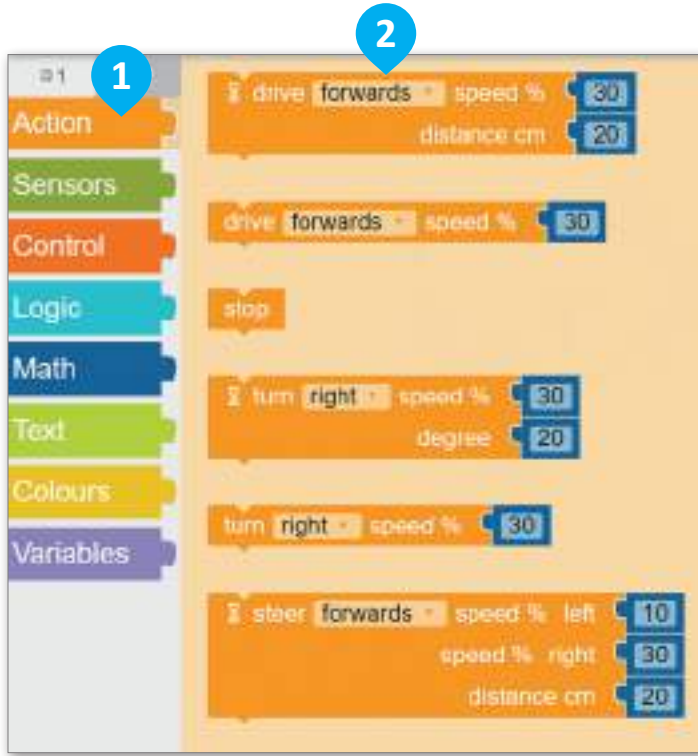 1
2
1
Action
Sensors
Control
Logic
Math
Text
Colours
Variables
drive forwards speed % 30
distance cm 20
drive forwards speed % 30
stop
turn right speed % 30
degree 20
turn right speed % 30
steer forwards speed % left 10
speed % right 30
distance cm 20